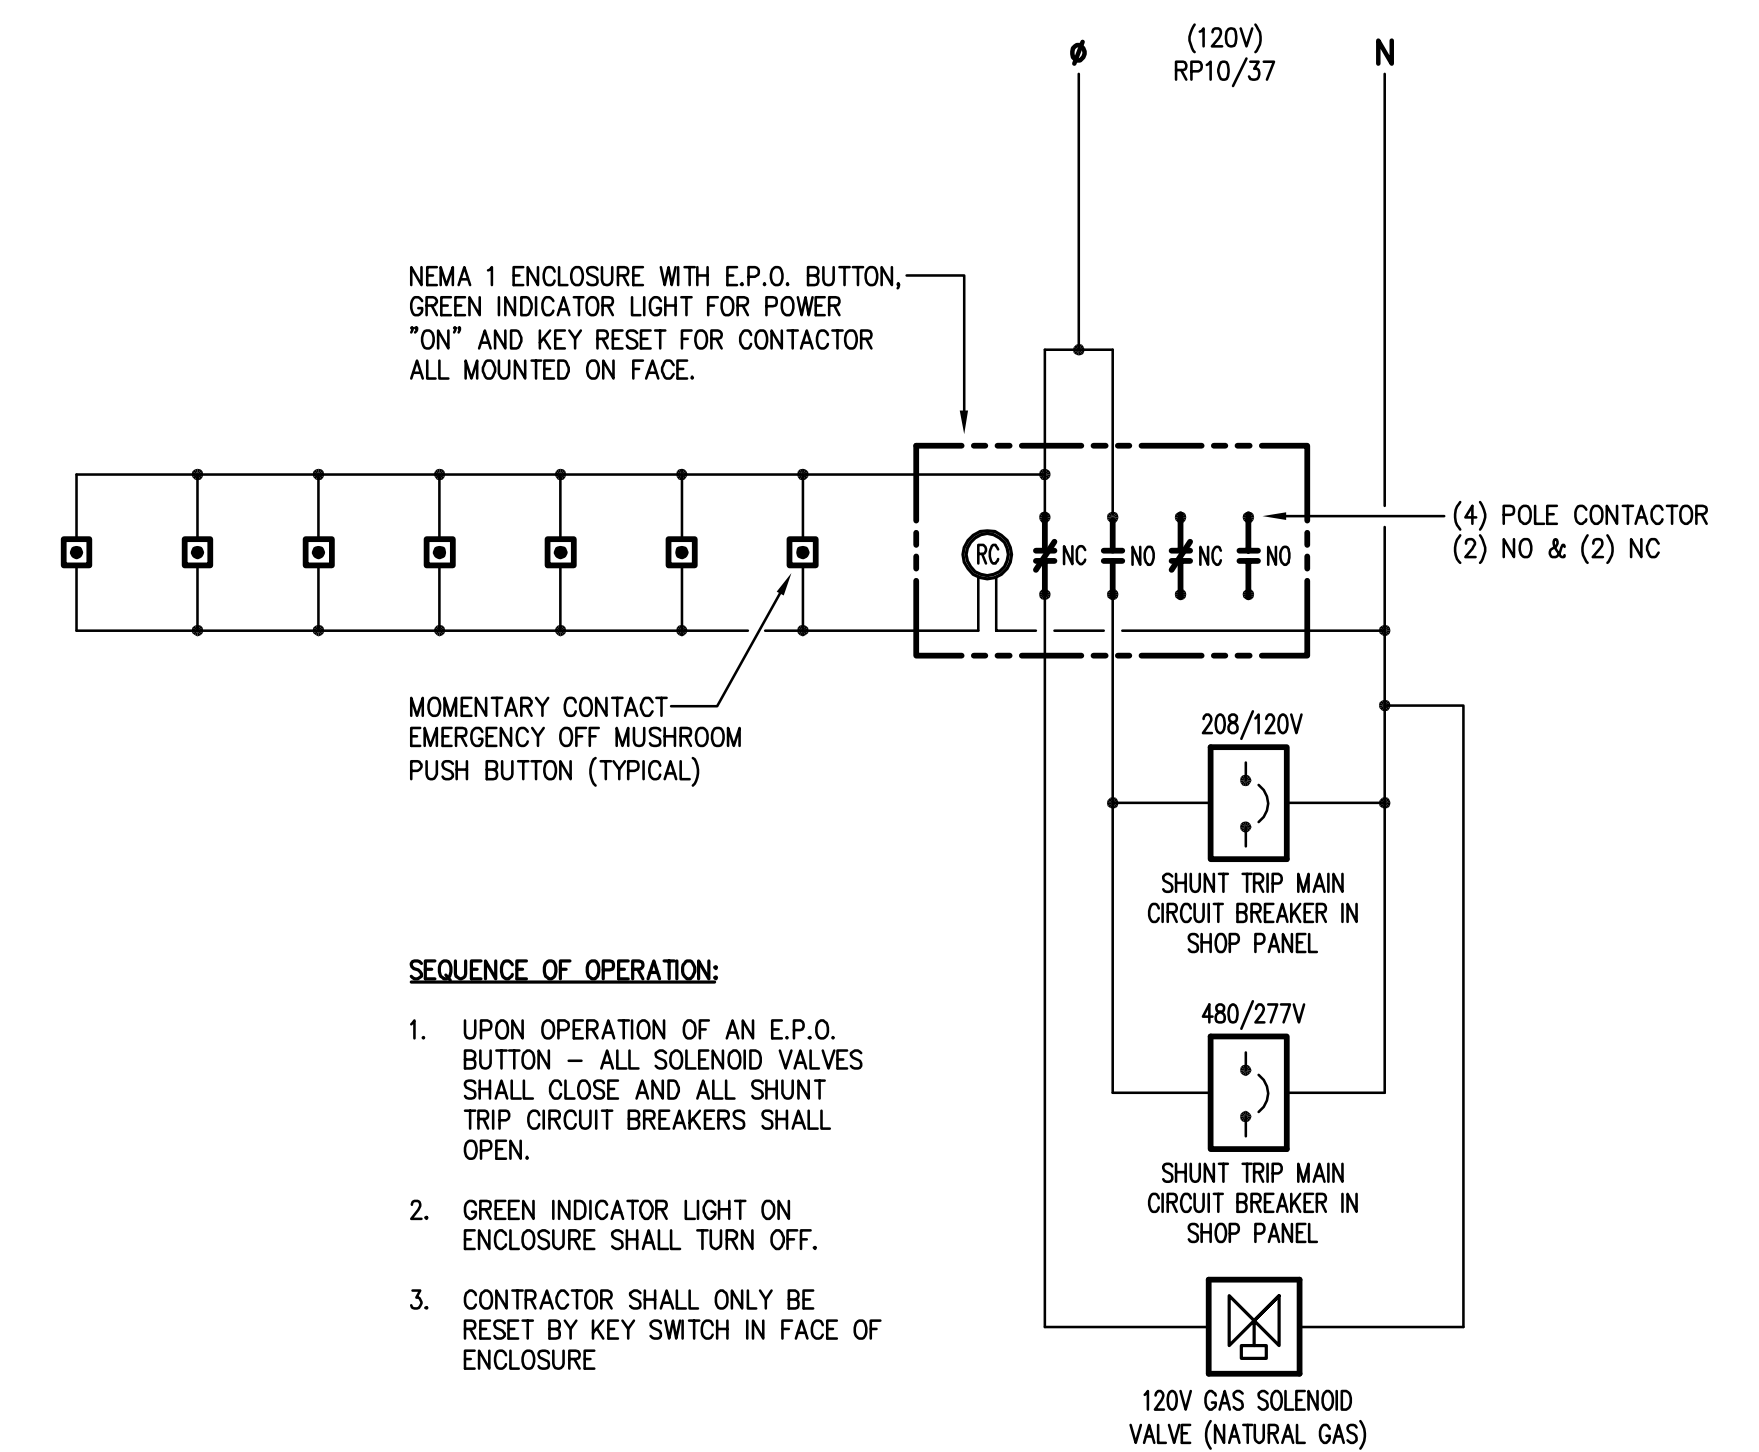 ø
(120V)
RP10/37
N
NEMA 1 ENCLOSURE WITH E.P.O. BUTTON,
GREEN INDICATOR LIGHT FOR POWER
"ON" AND KEY RESET FOR CONTACTOR
ALL MOUNTED ON FACE.
(4) POLE CONTACTOR
(2) NO & (2) NC
RC
NC
NO
NC
NO
MOMENTARY CONTACT
EMERGENCY OFF MUSHROOM
PUSH BUTTON (TYPICAL)
208/120V
SHUNT TRIP MAIN
CIRCUIT BREAKER IN
SHOP PANEL
480/277V
SHUNT TRIP MAIN
CIRCUIT BREAKER IN
SHOP PANEL
120V GAS SOLENOID
VALVE (NATURAL GAS)
SEQUENCE OF OPERATION:
1. UPON OPERATION OF AN E.P.O.
BUTTON – ALL SOLENOID VALVES
SHALL CLOSE AND ALL SHUNT
TRIP CIRCUIT BREAKERS SHALL
OPEN.
2. GREEN INDICATOR LIGHT ON
ENCLOSURE SHALL TURN OFF.
3. CONTRACTOR SHALL ONLY BE
RESET BY KEY SWITCH IN FACE OF
ENCLOSURE